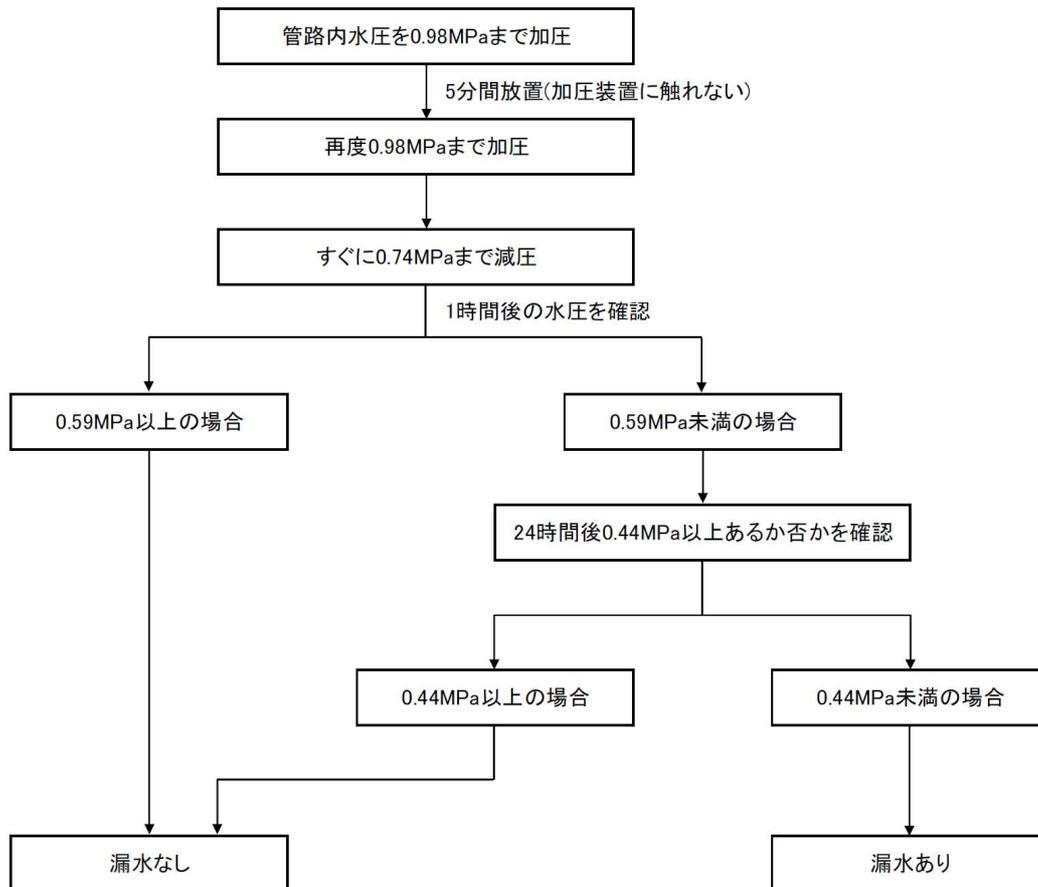 管路内水圧を0.98MPaまで加圧
5分間放置(加圧装置に触れない)
再度0.98MPaまで加圧
すぐに0.74MPaまで減圧
1時間後の水圧を確認
0.59MPa以上の場合
0.59MPa未満の場合
24時間後0.44MPa以上あるか否かを確認
0.44MPa以上の場合
0.44MPa未満の場合
漏水なし
漏水あり